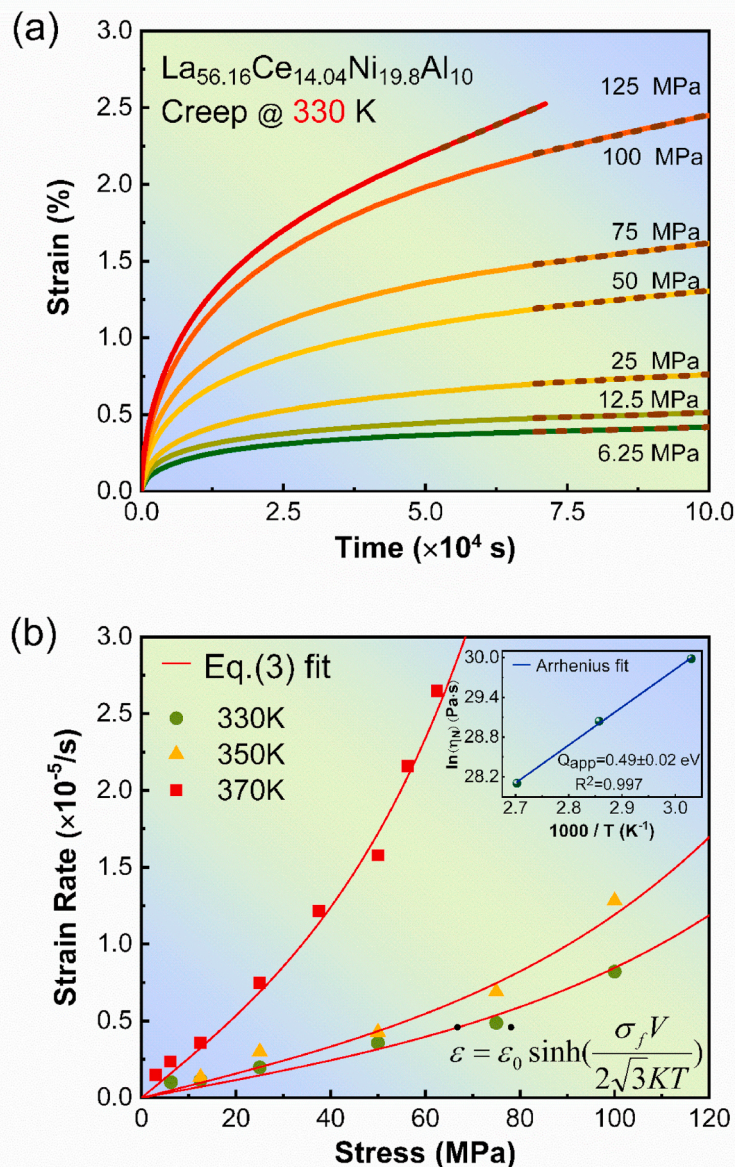 (a)
3.0
2.5
2.0
1.5
1.0
0.5
0.0
Strain (%)
La56.16Ce14.04Ni19.8Al10
Creep @ 330 K
125 MPa
100 MPa
75 MPa
50 MPa
25 MPa
12.5 MPa
6.25 MPa
0.0 2.5 5.0 7.5 10.0
Time (×10⁴ s)
(b)
3.0
2.5
2.0
1.5
1.0
0.5
0.0
Strain Rate (×10⁻⁵/s)
Eq.(3) fit
330K
350K
370K
30.0
29.4
28.8
28.2
ln(ηN) (Pa·s)
Arrhenius fit
Qapp=0.49±0.02 eV
R²=0.997
2.7 2.8 2.9 3.0
1000 / T (K⁻¹)
ε̇ = ε̇₀ sinh(σfV / 2√3KT)
0 20 40 60 80 100 120
Stress (MPa)